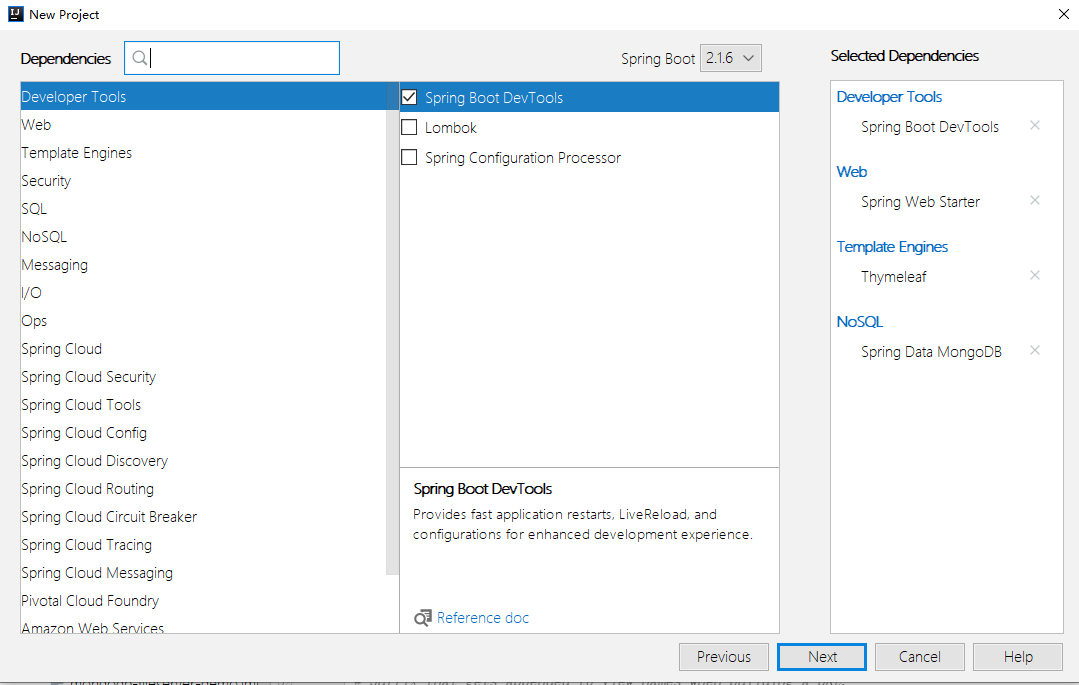 New Project
Dependencies
Spring Boot 2.1.6
Developer Tools
Web
Template Engines
Security
SQL
NoSQL
Messaging
I/O
Ops
Spring Cloud
Spring Cloud Security
Spring Cloud Tools
Spring Cloud Config
Spring Cloud Discovery
Spring Cloud Routing
Spring Cloud Circuit Breaker
Spring Cloud Tracing
Spring Cloud Messaging
Pivotal Cloud Foundry
Amazon Web Services
Spring Boot DevTools
Lombok
Spring Configuration Processor
Spring Boot DevTools
Provides fast application restarts, LiveReload, and
configurations for enhanced development experience.
Reference doc
Selected Dependencies
Developer Tools
Spring Boot DevTools
Web
Spring Web Starter
Template Engines
Thymeleaf
NoSQL
Spring Data MongoDB
Previous
Next
Cancel
Help